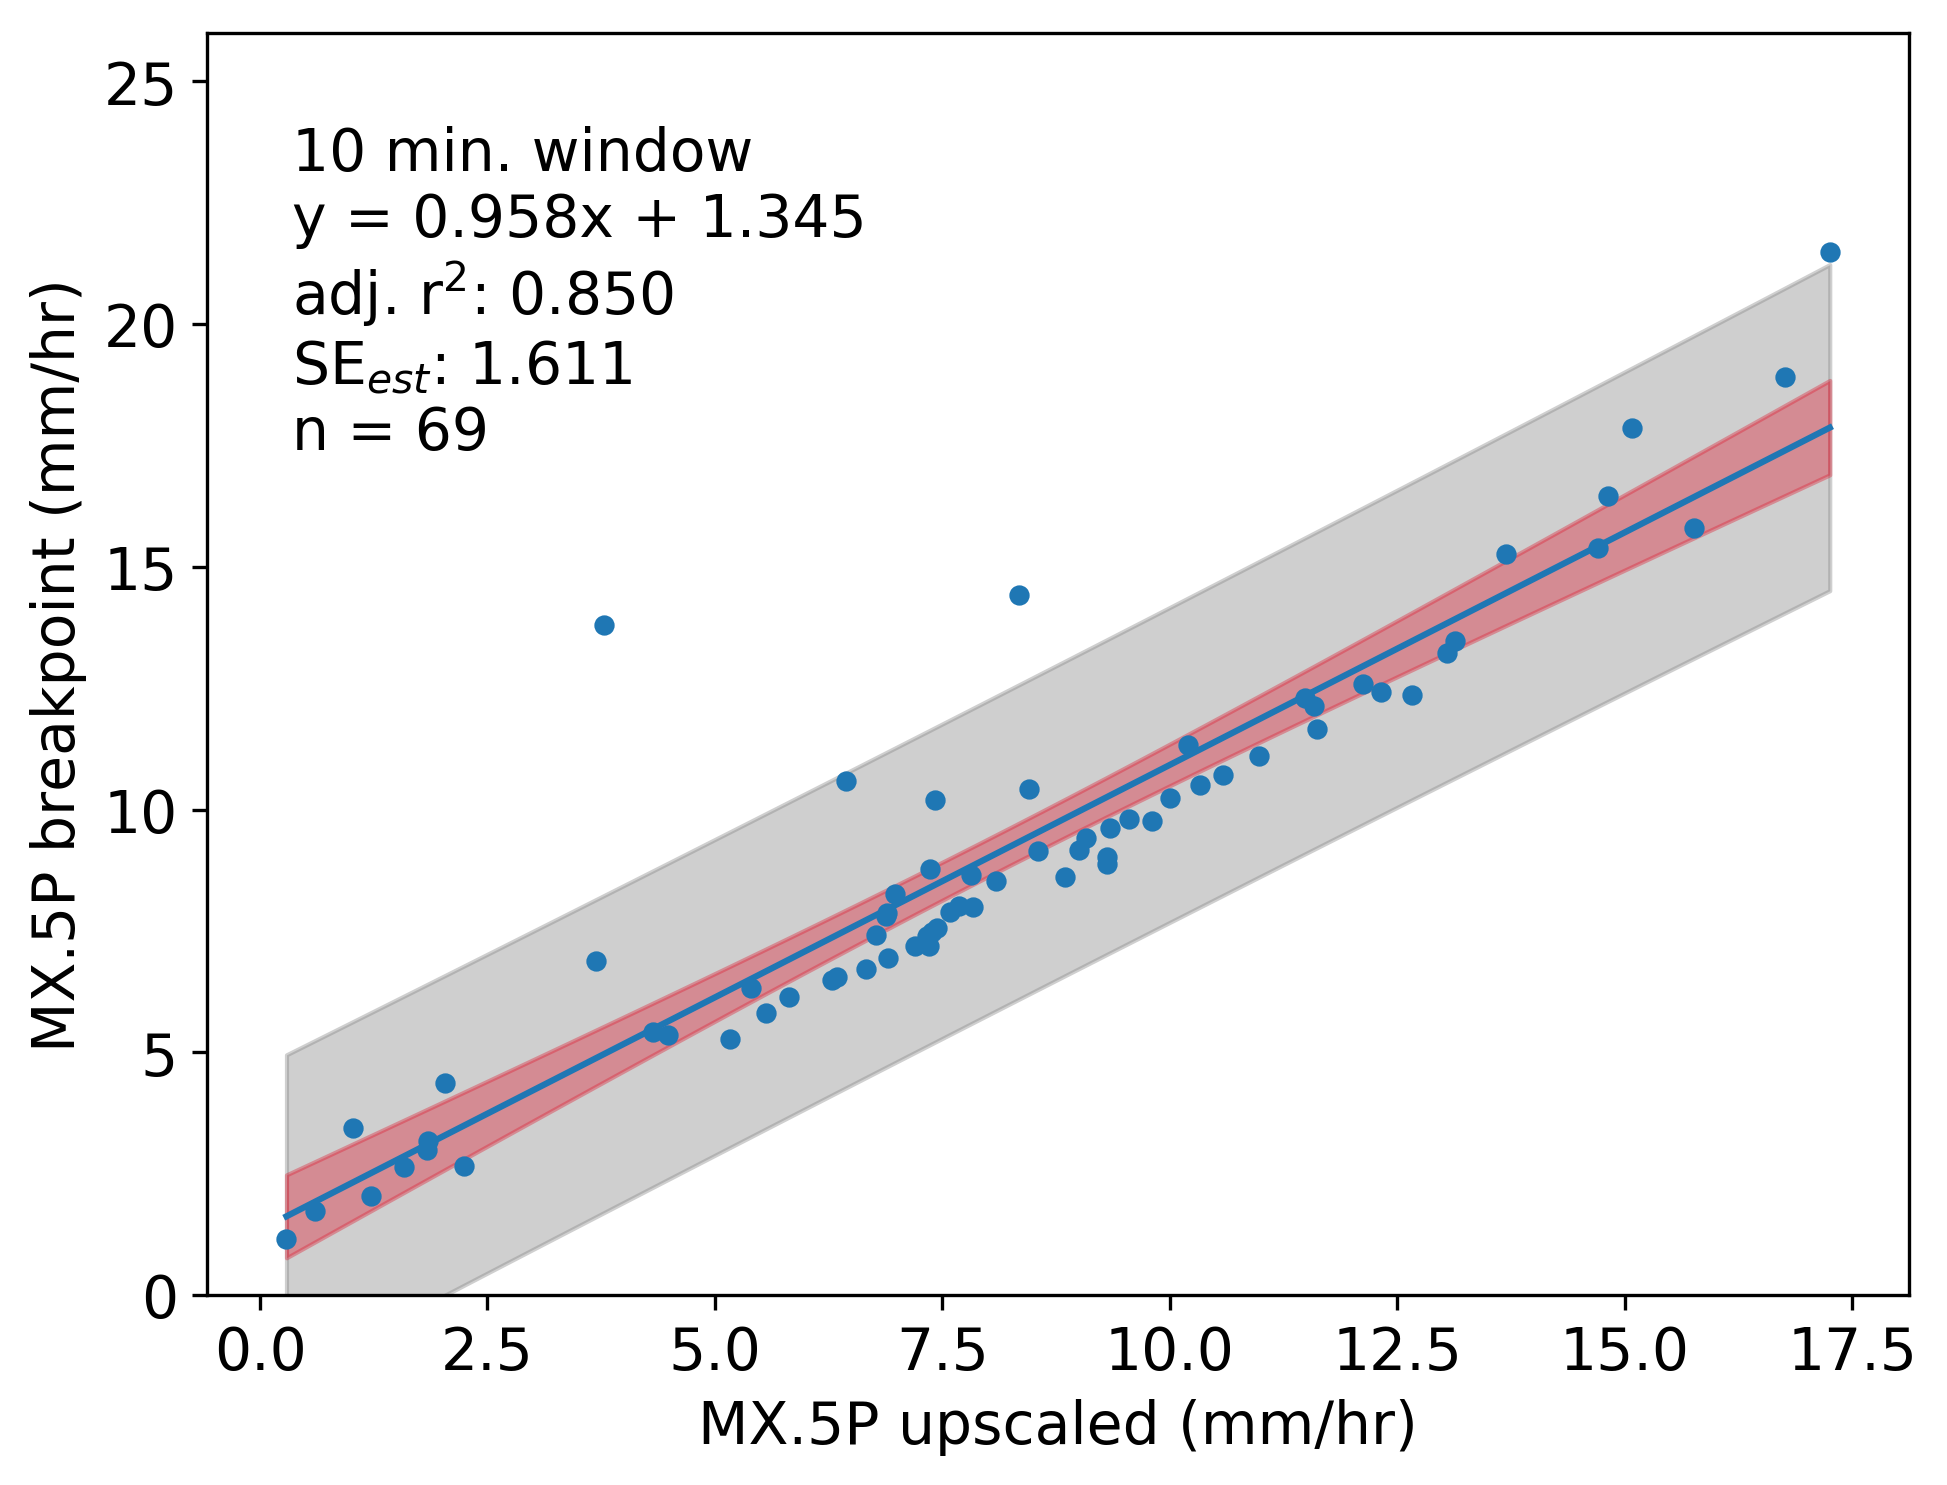 10 min. window
y = 0.958x + 1.345
adj. r²: 0.850
SE_est: 1.611
n = 69
MX.5P breakpoint (mm/hr)
25
20
15
10
5
0
0.0 2.5 5.0 7.5 10.0 12.5 15.0 17.5
MX.5P upscaled (mm/hr)